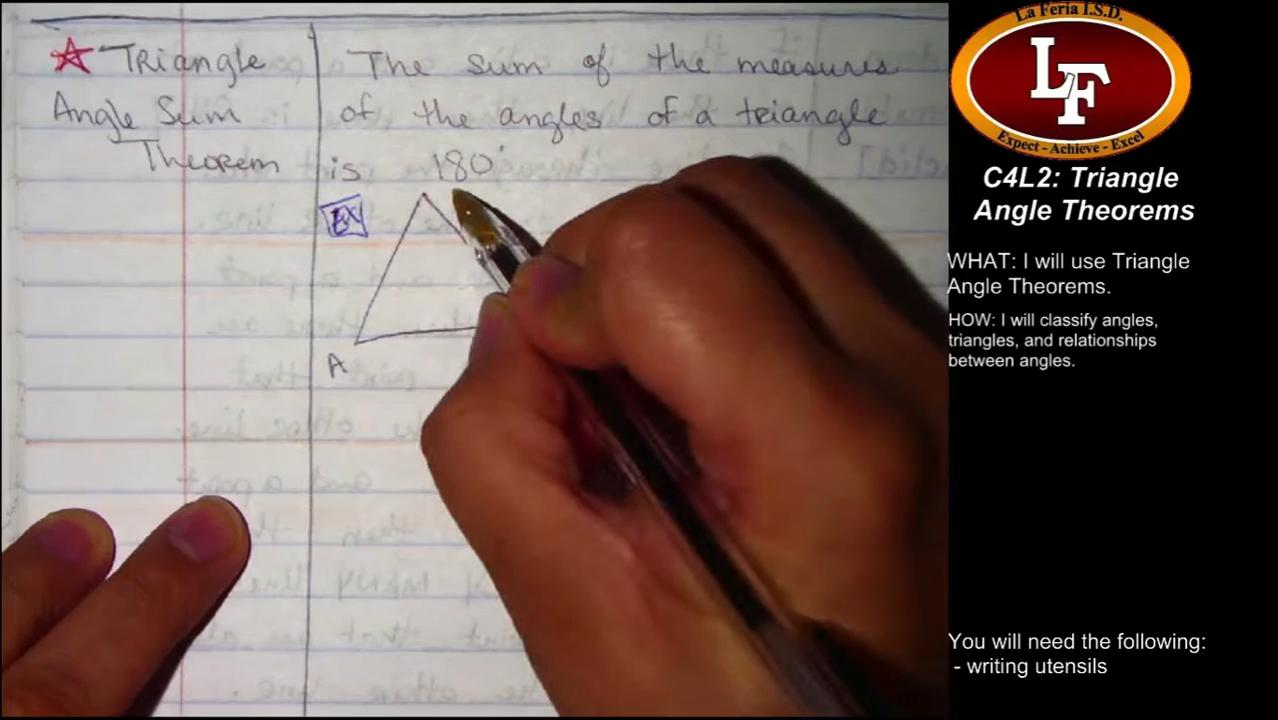 Triangle
Angle Sum
Theorem
The sum of the measures
of the angles of a triangle
is 180°
EX
A
La Feria I.S.D.
LF
Expect - Achieve - Excel
C4L2: Triangle
Angle Theorems
WHAT: I will use Triangle
Angle Theorems.
HOW: I will classify angles,
triangles, and relationships
between angles.
You will need the following:
- writing utensils